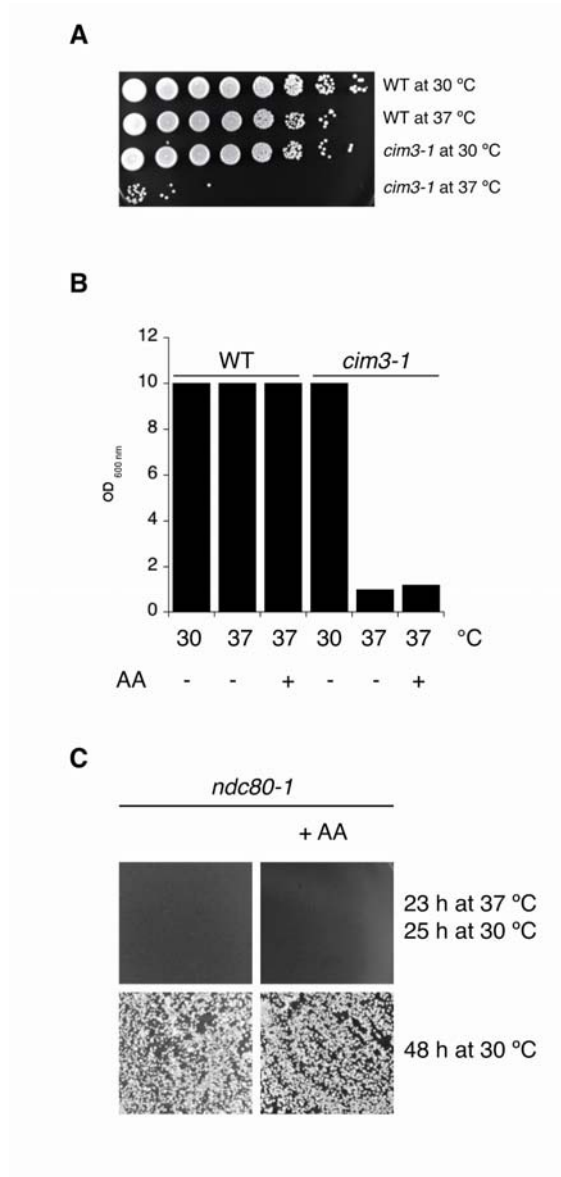 A
WT at 30 ºC
WT at 37 ºC
cim3-1 at 30 ºC
cim3-1 at 37 ºC
B
12
WT cim3-1
10
8
6
4
2
0
OD 600 nm
30 37 37 30 37 37 °C
AA - - + - - +
C
ndc80-1
+ AA
23 h at 37 ºC
25 h at 30 ºC
48 h at 30 ºC